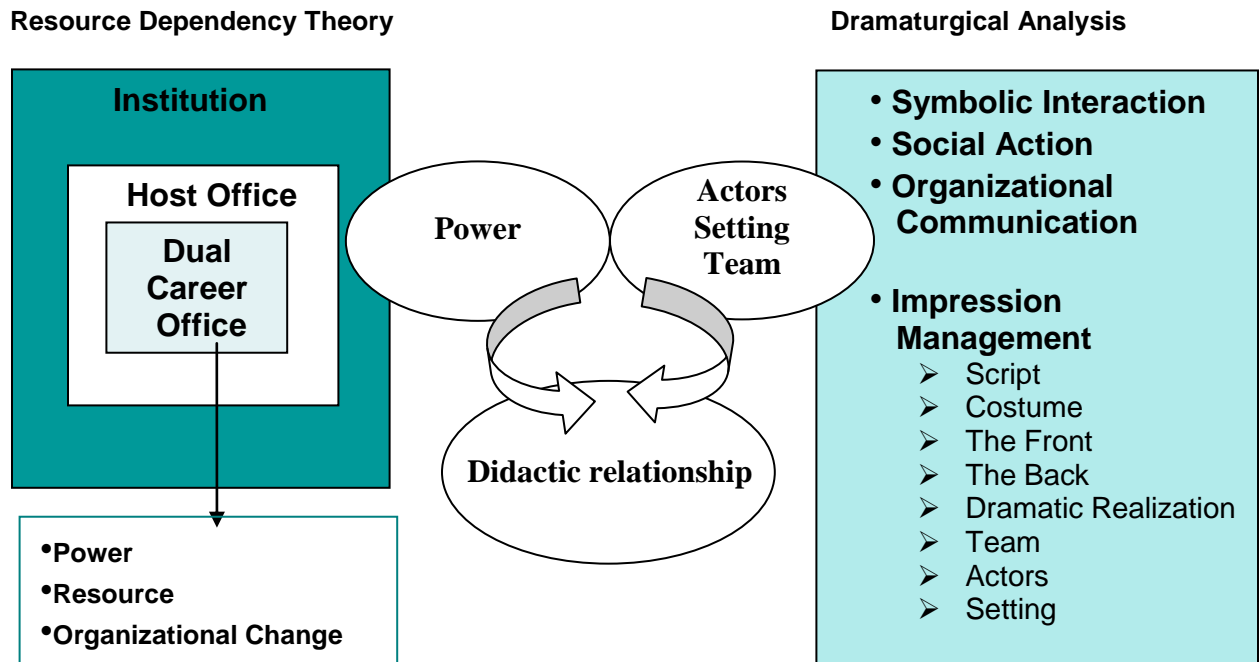 Resource Dependency Theory
Institution
Host Office
Dual
Career
Office
•Power
•Resource
•Organizational Change
Power
Actors
Setting
Team
Didactic relationship
Dramaturgical Analysis
• Symbolic Interaction
• Social Action
• Organizational
Communication
• Impression
Management
➢ Script
➢ Costume
➢ The Front
➢ The Back
➢ Dramatic Realization
➢ Team
➢ Actors
➢ Setting